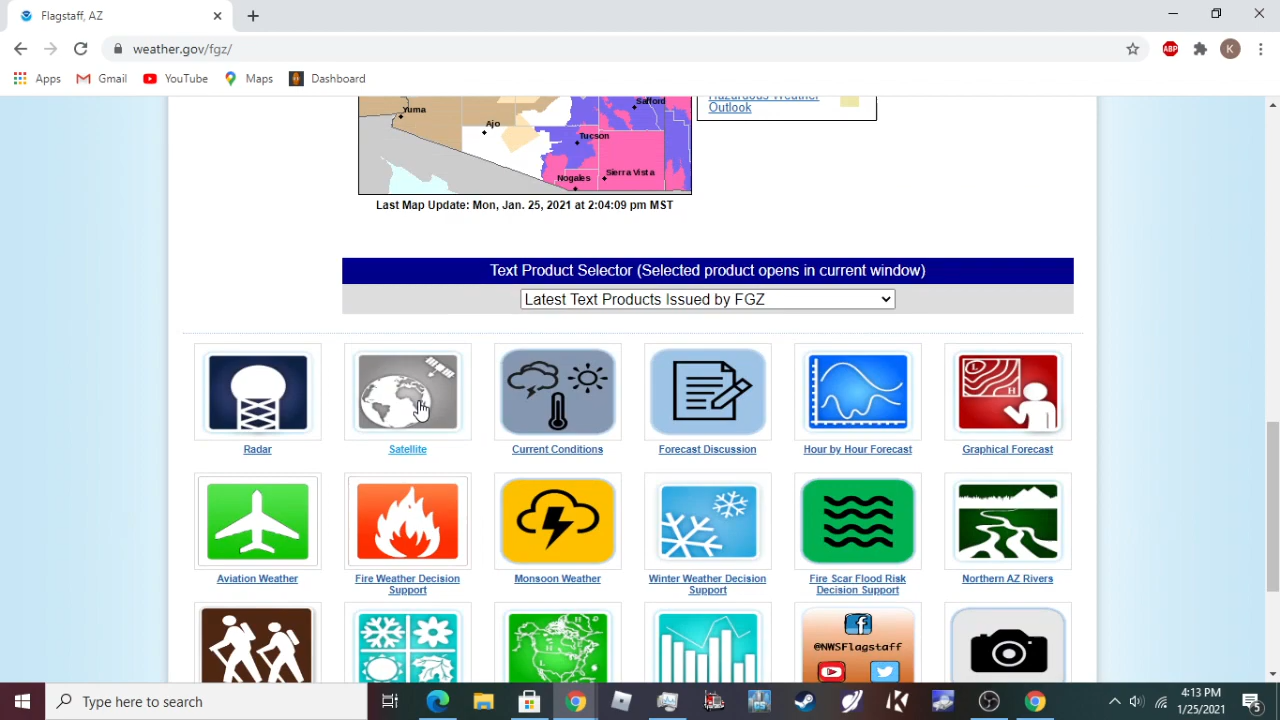 Flagstaff, AZ
weather.gov/fgz/
ABP
K
Apps
Gmail
YouTube
Maps
Dashboard
Yuma
Ajo
Safford
Tucson
Nogales
Sierra Vista
Hazardous Weather
Outlook
Last Map Update: Mon, Jan. 25, 2021 at 2:04:09 pm MST
Text Product Selector (Selected product opens in current window)
Latest Text Products Issued by FGZ
L
H
Radar
Satellite
Current Conditions
Forecast Discussion
Hour by Hour Forecast
Graphical Forecast
Aviation Weather
Fire Weather Decision
Support
Monsoon Weather
Winter Weather Decision
Support
Fire Scar Flood Risk
Decision Support
Northern AZ Rivers
H
H
L
@NWSFlagstaff
Type here to search
4:13 PM
1/25/2021
5